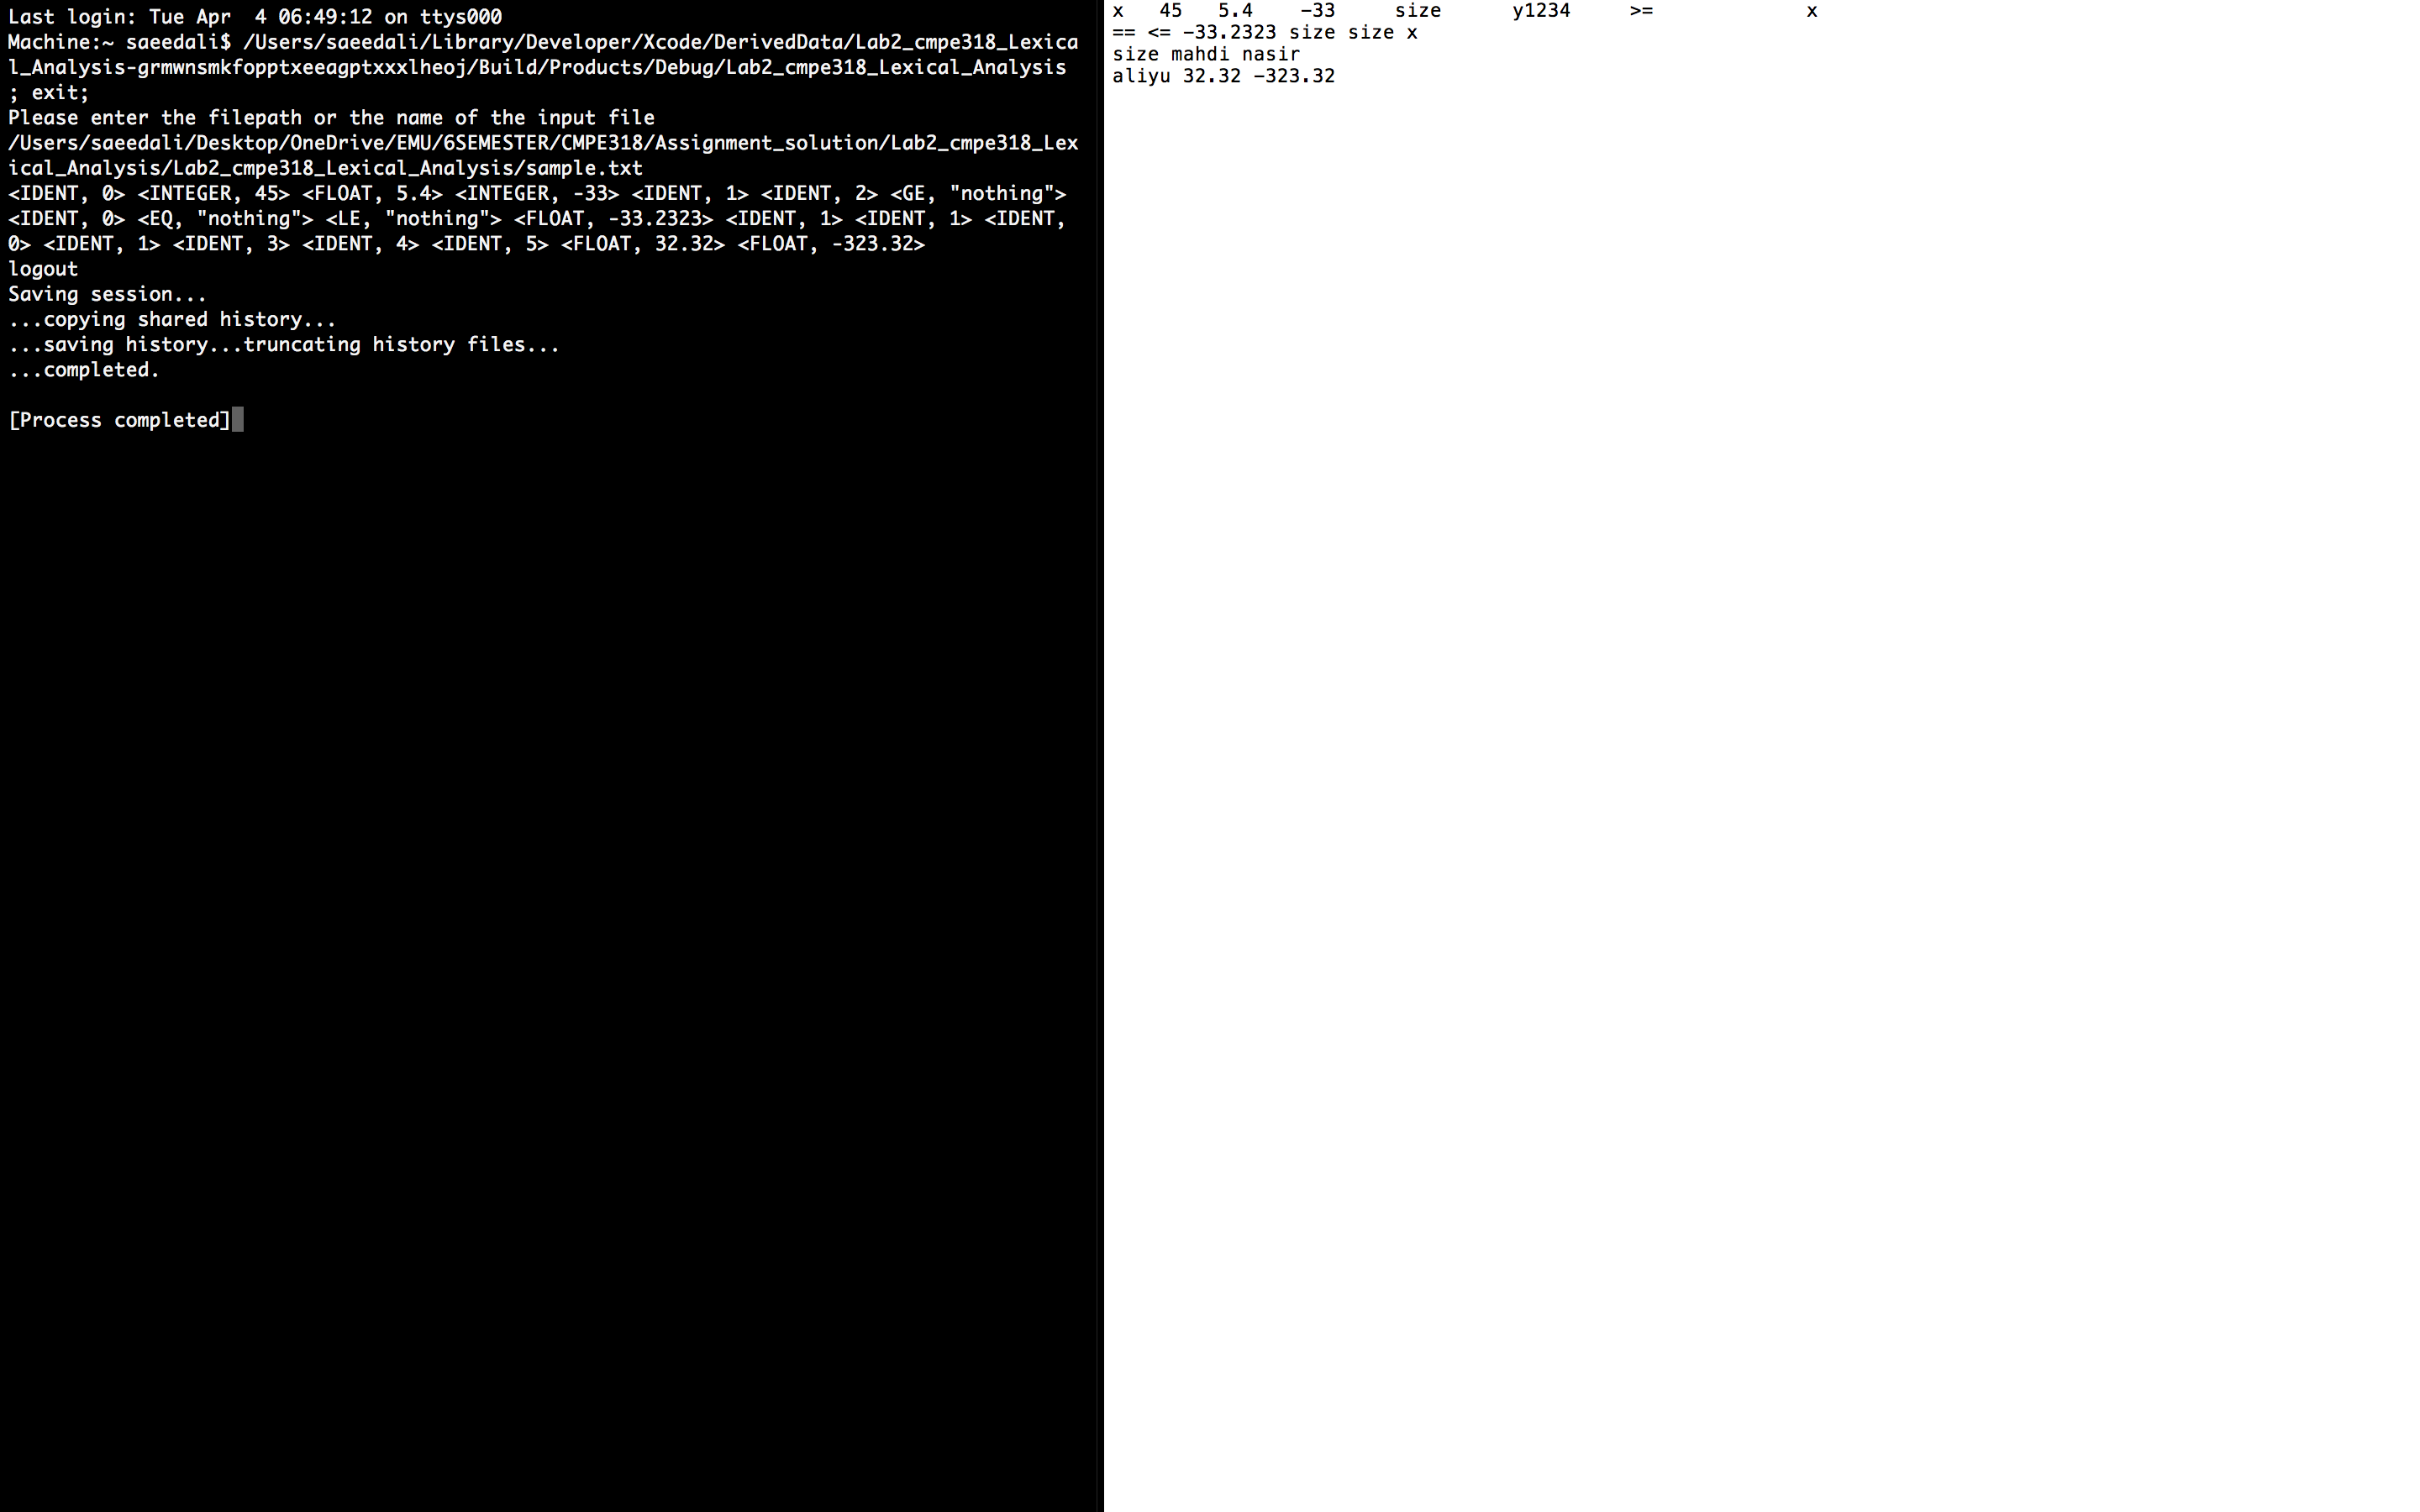 Last login: Tue Apr  4 06:49:12 on ttys000
Machine:~ saeedali$ /Users/saeedali/Library/Developer/Xcode/DerivedData/Lab2_cmpe318_Lexica
l_Analysis-grmwnsmkfopptxeeagptxxxlheoj/Build/Products/Debug/Lab2_cmpe318_Lexical_Analysis
; exit;
Please enter the filepath or the name of the input file
/Users/saeedali/Desktop/OneDrive/EMU/6SEMESTER/CMPE318/Assignment_solution/Lab2_cmpe318_Lex
ical_Analysis/Lab2_cmpe318_Lexical_Analysis/sample.txt
<IDENT, 0> <INTEGER, 45> <FLOAT, 5.4> <INTEGER, -33> <IDENT, 1> <IDENT, 2> <GE, "nothing">
<IDENT, 0> <EQ, "nothing"> <LE, "nothing"> <FLOAT, -33.2323> <IDENT, 1> <IDENT, 1> <IDENT,
0> <IDENT, 1> <IDENT, 3> <IDENT, 4> <IDENT, 5> <FLOAT, 32.32> <FLOAT, -323.32>
logout
Saving session...
...copying shared history...
...saving history...truncating history files...
...completed.
[Process completed]
x   45   5.4    -33     size      y1234     >=             x
== <= -33.2323 size size x
size mahdi nasir
aliyu 32.32 -323.32